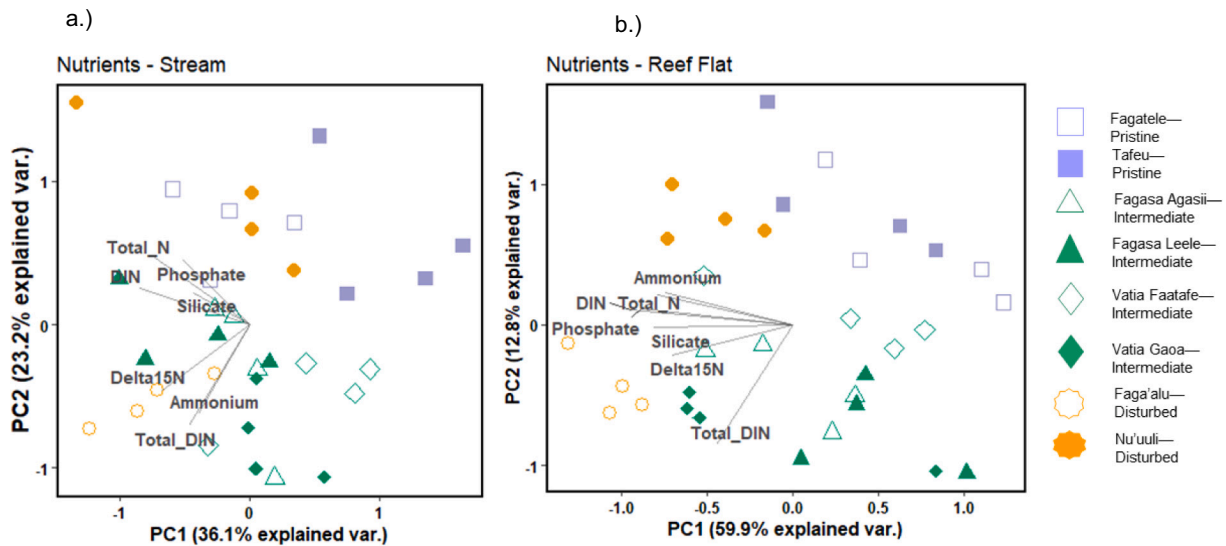 a.)
Nutrients - Stream
PC2 (23.2% explained var.)
1
0
-1
Total_N
Phosphate
DIN
Silicate
Delta15N
Ammonium
Total_DIN
-1
0
1
PC1 (36.1% explained var.)
b.)
Nutrients - Reef Flat
PC2 (12.8% explained var.)
1
0
-1
Ammonium
DIN
Total_N
Phosphate
Silicate
Delta15N
Total_DIN
-1.0
-0.5
0.0
0.5
1.0
PC1 (59.9% explained var.)
Fagatele—
Pristine
Tafeu—
Pristine
Fagasa Agasii—
Intermediate
Fagasa Leele—
Intermediate
Vatia Faatafe—
Intermediate
Vatia Gaoa—
Intermediate
Faga'alu—
Disturbed
Nu'uuli—
Disturbed